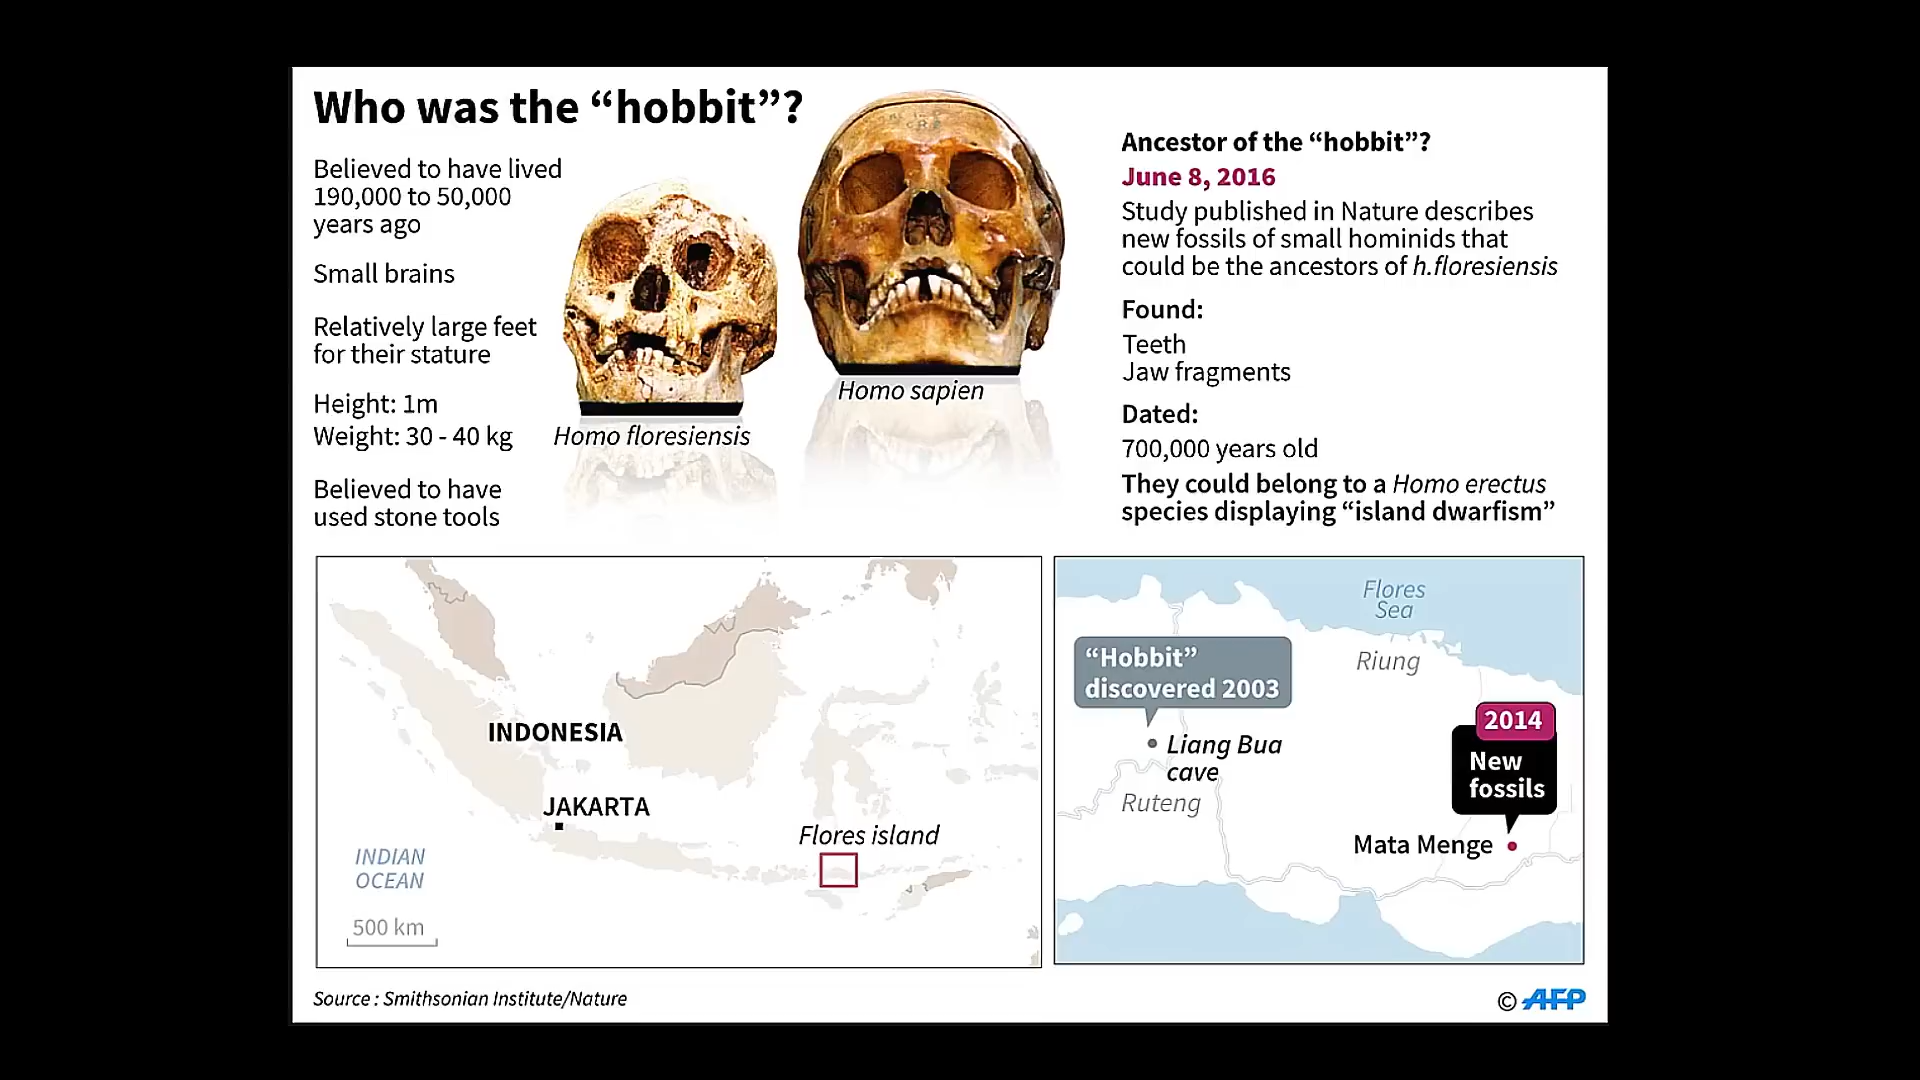 Who was the “hobbit”?
Believed to have lived
190,000 to 50,000
years ago
Small brains
Relatively large feet
for their stature
Height: 1m
Weight: 30 - 40 kg
Believed to have
used stone tools
Homo floresiensis
Homo sapien
Ancestor of the “hobbit”?
June 8, 2016
Study published in Nature describes
new fossils of small hominids that
could be the ancestors of h.floresiensis
Found:
Teeth
Jaw fragments
Dated:
700,000 years old
They could belong to a Homo erectus
species displaying “island dwarfism”
INDONESIA
JAKARTA
Flores island
INDIAN
OCEAN
500 km
Flores
Sea
“Hobbit”
discovered 2003
Riung
2014
New
fossils
Liang Bua
cave
Ruteng
Mata Menge
Source : Smithsonian Institute/Nature
© AFP